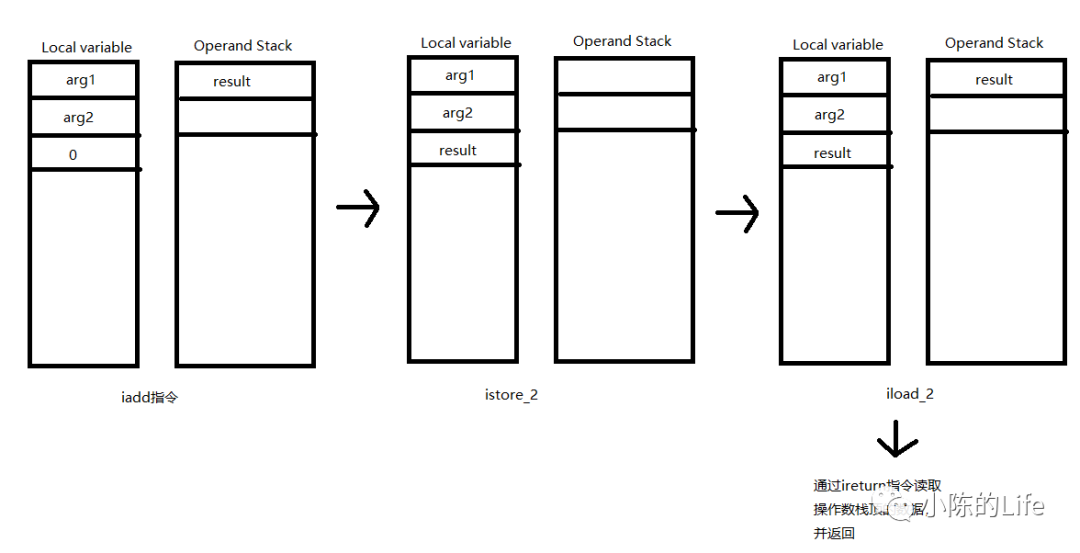 Local variable
Operand Stack
arg1
result
arg2
0
iadd指令
Local variable
Operand Stack
arg1
arg2
result
istore_2
Local variable
Operand Stack
arg1
result
arg2
result
iload_2
通过ireturn指令读取
操作数栈顶 数据,
并返回
小陈的Life